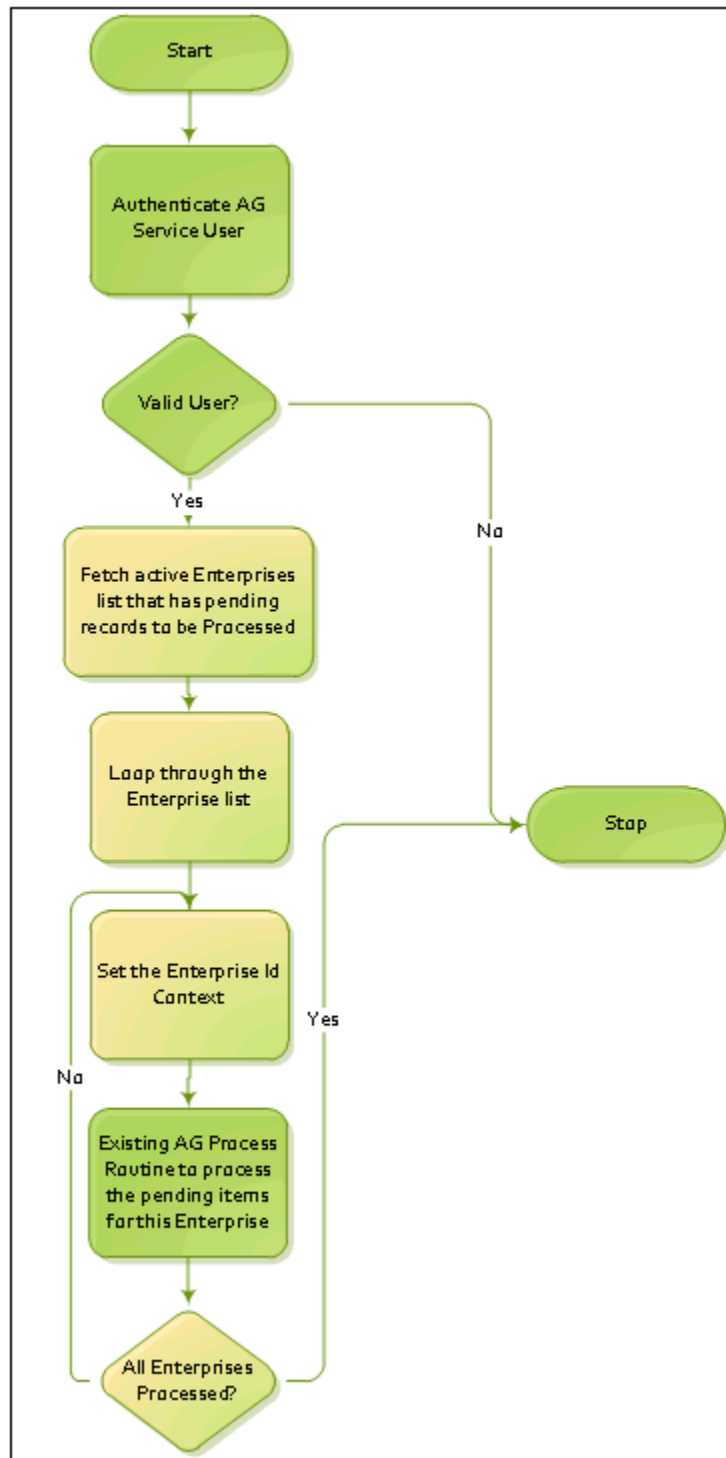 Start
Authenticate AG
Service User
Valid User?
Yes
No
Fetch active Enterprises
list that has pending
records to be Processed
Loop through the
Enterprise list
Stop
Set the Enterprise Id
Context
Yes
No
Existing AG Process
Routine to process
the pending items
for this Enterprise
All Enterprises
Processed?